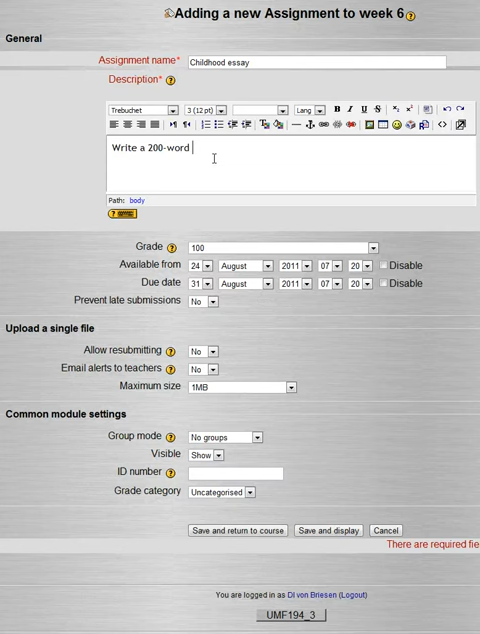 Adding a new Assignment to week 6
General
Assignment name* Childhood essay
Description*
Trebuchet 3 (12 pt) Lang B I U S
Write a 200-word
Path: body
Grade 100
Available from 24 August 2011 07 20 Disable
Due date 31 August 2011 07 20 Disable
Prevent late submissions No
Upload a single file
Allow resubmitting No
Email alerts to teachers No
Maximum size 1MB
Common module settings
Group mode No groups
Visible Show
ID number
Grade category Uncategorised
Save and return to course Save and display Cancel
There are required fie
You are logged in as DI von Briesen (Logout)
UMF194_3